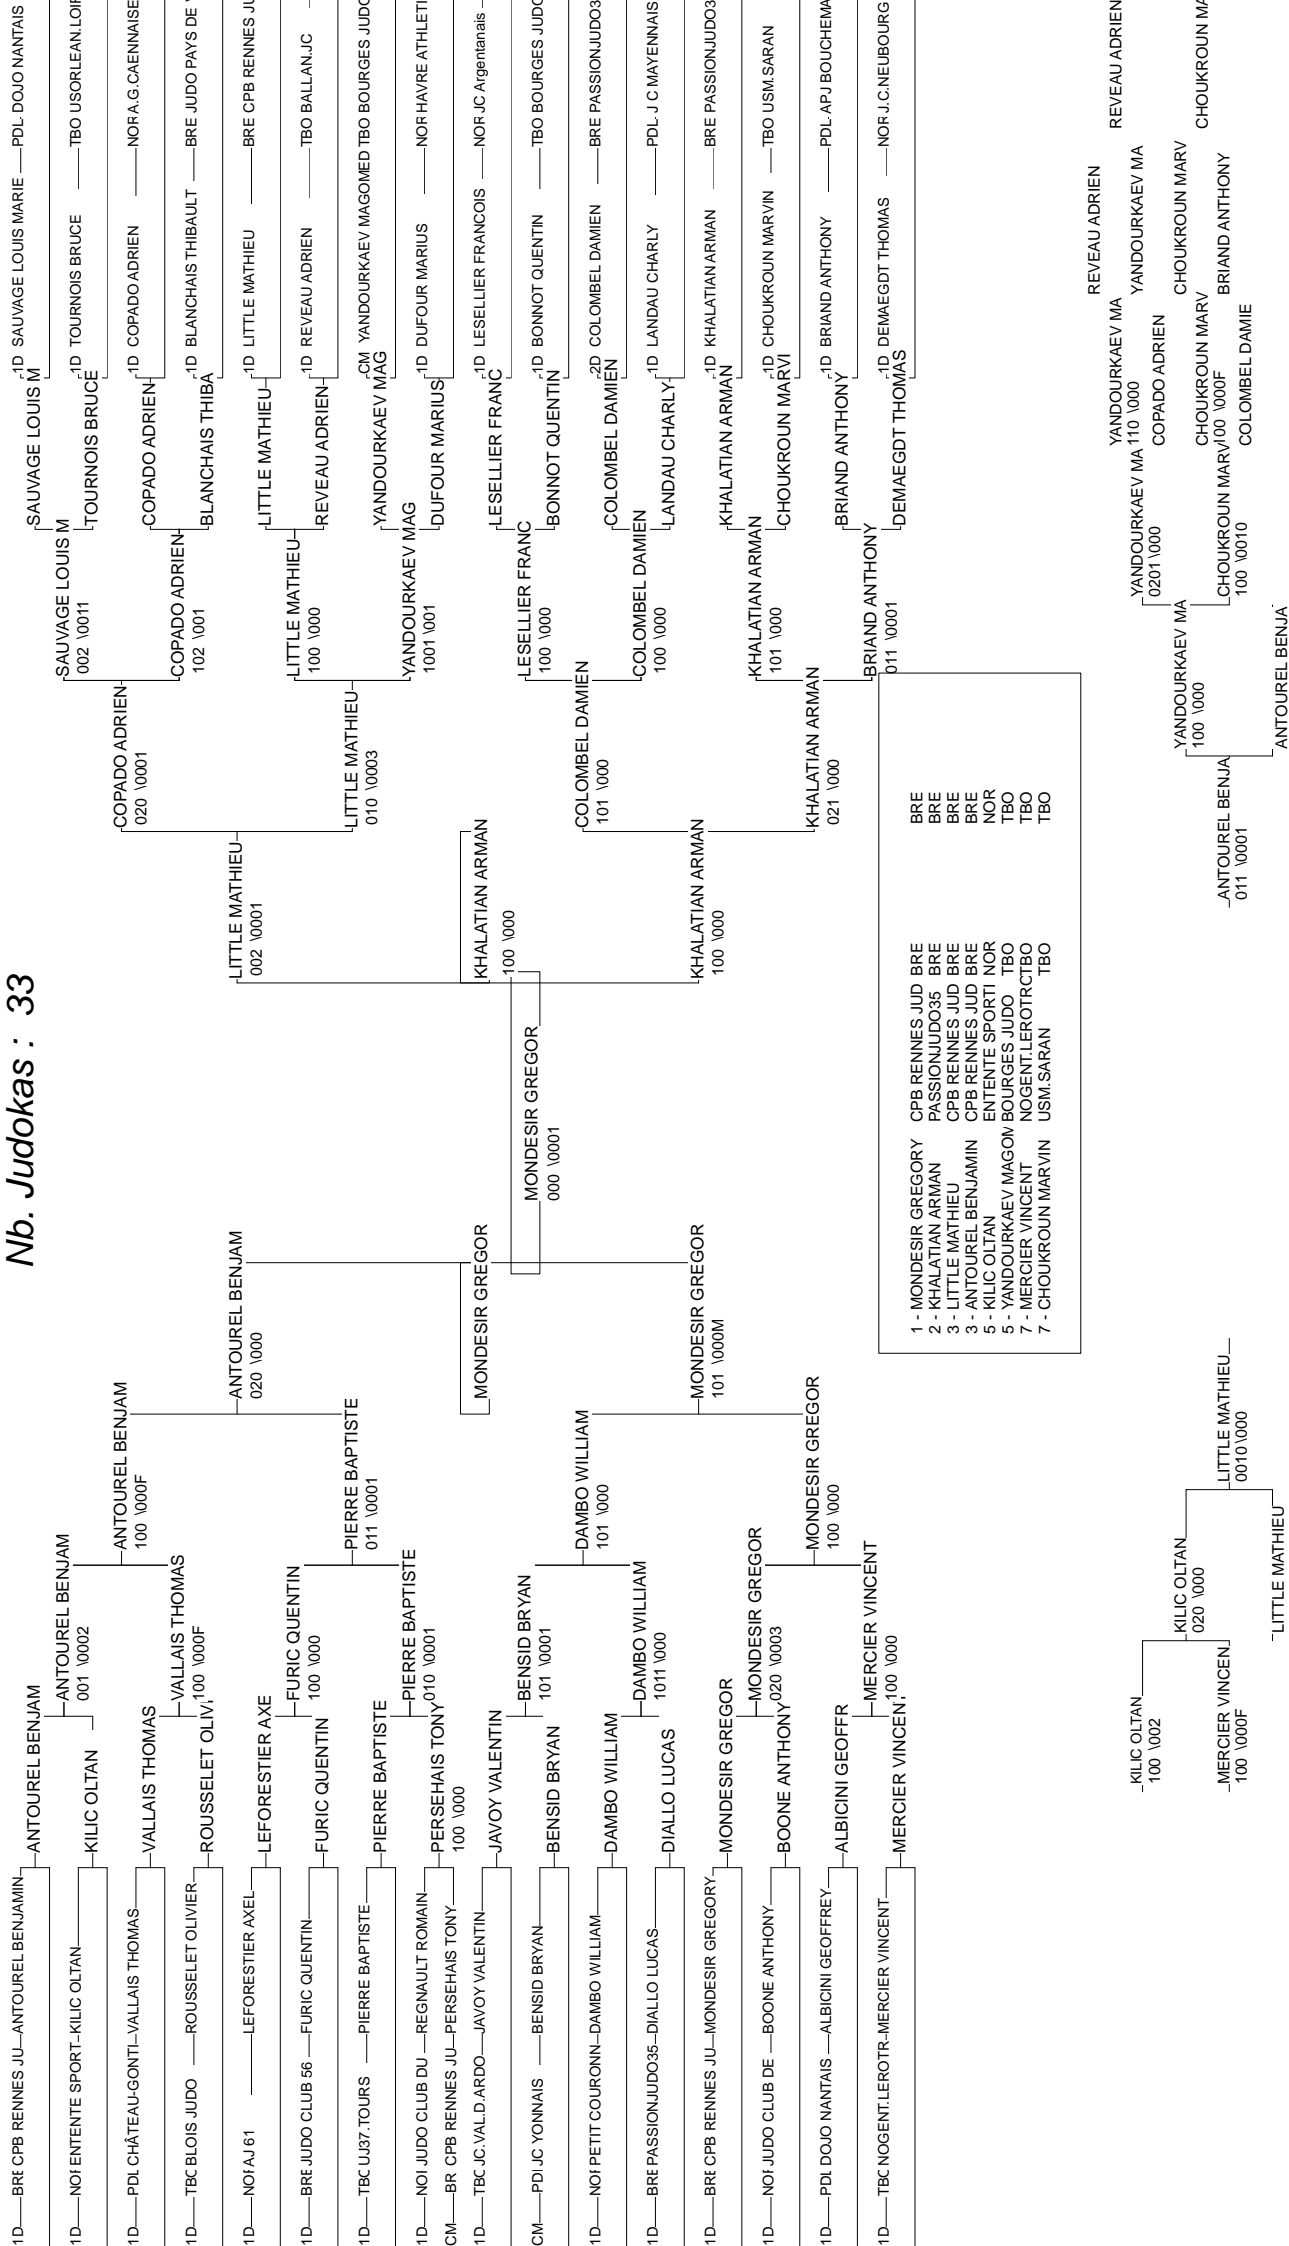 Nb. Judokas : 33
1D BRE CPB RENNES JU ANTOUREL BENJAMIN
1D NOR ENTENTE SPORT KILIC OLTAN
1D PDL CHÂTEAU-GONTI VALLAIS THOMAS
1D TBO BLOIS JUDO ROUSSELET OLIVIER
1D NOR AJ 61 LEFORESTIER AXEL
1D BRE JUDO CLUB 56 FURIC QUENTIN
1D TBO UJ37.TOURS PIERRE BAPTISTE
1D NOR JUDO CLUB DU REGNAULT ROMAIN
CM BR CPB RENNES JU PERSEHAIS TONY
1D TBO JC.VAL.D.ARDO JAVOY VALENTIN
CM PDL JC YONNAIS BENSID BRYAN
1D NOR PETIT COURONN DAMBO WILLIAM
1D BRE PASSIONJUDO35 DIALLO LUCAS
1D BRE CPB RENNES JU MONDESIR GREGORY
1D NOR JUDO CLUB DE BOONE ANTHONY
1D PDL DOJO NANTAIS ALBICINI GEOFFREY
1D TBO NOGENT.LEROTR MERCIER VINCENT
ANTOUREL BENJAM
KILIC OLTAN
VALLAIS THOMAS
ROUSSELET OLIVI
LEFORESTIER AXE
FURIC QUENTIN
PIERRE BAPTISTE
PERSEHAIS TONY
100 \000
JAVOY VALENTIN
BENSID BRYAN
DAMBO WILLIAM
DIALLO LUCAS
MONDESIR GREGOR
BOONE ANTHONY
ALBICINI GEOFFR
MERCIER VINCENT
ANTOUREL BENJAM
001 \0002
VALLAIS THOMAS
100 \000F
FURIC QUENTIN
100 \000
PIERRE BAPTISTE
010 \0001
BENSID BRYAN
101 \0001
DAMBO WILLIAM
1011 \000
MONDESIR GREGOR
020 \0003
MERCIER VINCENT
100 \000
ANTOUREL BENJAM
100 \000F
PIERRE BAPTISTE
011 \0001
DAMBO WILLIAM
101 \000
MONDESIR GREGOR
100 \000
ANTOUREL BENJAM
020 \000
MONDESIR GREGOR
101 \000M
MONDESIR GREGOR
MONDESIR GREGOR
000 \0001
KHALATIAN ARMAN
100 \000
LITTLE MATHIEU
002 \0001
KHALATIAN ARMAN
100 \000
COPADO ADRIEN
020 \0001
LITTLE MATHIEU
010 \0003
COLOMBEL DAMIEN
101 \000
KHALATIAN ARMAN
021 \000
SAUVAGE LOUIS M
002 \0011
COPADO ADRIEN
102 \001
LITTLE MATHIEU
100 \000
YANDOURKAEV MAG
1001 \001
LESELLIER FRANC
100 \000
COLOMBEL DAMIEN
100 \000
KHALATIAN ARMAN
101 \000
BRIAND ANTHONY
011 \0001
SAUVAGE LOUIS M
TOURNOIS BRUCE
COPADO ADRIEN
BLANCHAIS THIBA
LITTLE MATHIEU
REVEAU ADRIEN
YANDOURKAEV MAG
DUFOUR MARIUS
LESELLIER FRANC
BONNOT QUENTIN
COLOMBEL DAMIEN
LANDAU CHARLY
KHALATIAN ARMAN
CHOUKROUN MARVI
BRIAND ANTHONY
DEMAEGDT THOMAS
1D SAUVAGE LOUIS MARIE PDL DOJO NANTAIS
1D TOURNOIS BRUCE TBO USORLEAN.LOIR
1D COPADO ADRIEN NOR A.G.CAENNAISE
1D BLANCHAIS THIBAULT BRE JUDO PAYS DE
1D LITTLE MATHIEU BRE CPB RENNES JU
1D REVEAU ADRIEN TBO BALLAN.JC
CM YANDOURKAEV MAGOMED TBO BOURGES JUDO
1D DUFOUR MARIUS NOR HAVRE ATHLETI
1D LESELLIER FRANCOIS NOR JC Argentanais
1D BONNOT QUENTIN TBO BOURGES JUDO
2D COLOMBEL DAMIEN BRE PASSIONJUDO3
1D LANDAU CHARLY PDL J C MAYENNAIS
1D KHALATIAN ARMAN BRE PASSIONJUDO3
1D CHOUKROUN MARVIN TBO USM.SARAN
1D BRIAND ANTHONY PDL APJ BOUCHEMA
1D DEMAEGDT THOMAS NOR J.C.NEUBOURG
1 - MONDESIR GREGORY CPB RENNES JUD BRE BRE
2 - KHALATIAN ARMAN PASSIONJUDO35 BRE BRE
3 - LITTLE MATHIEU CPB RENNES JUD BRE BRE
3 - ANTOUREL BENJAMIN CPB RENNES JUD BRE BRE
5 - KILIC OLTAN ENTENTE SPORTI NOR NOR
5 - YANDOURKAEV MAGOM BOURGES JUDO TBO TBO
7 - MERCIER VINCENT NOGENT.LEROTRC TBO TBO
7 - CHOUKROUN MARVIN USM.SARAN TBO TBO
KILIC OLTAN
100 \002
MERCIER VINCEN
100 \000F
KILIC OLTAN
020 \000
LITTLE MATHIEU
LITTLE MATHIEU
0010 \000
ANTOUREL BENJA
011 \0001
YANDOURKAEV MA
100 \000
ANTOUREL BENJA
YANDOURKAEV MA
0201 \000
CHOUKROUN MARV
100 \0010
YANDOURKAEV MA
110 \000
COPADO ADRIEN
CHOUKROUN MARV
100 \000F
COLOMBEL DAMIE
REVEAU ADRIEN
YANDOURKAEV MA
CHOUKROUN MARV
BRIAND ANTHONY
REVEAU ADRIEN
CHOUKROUN MA